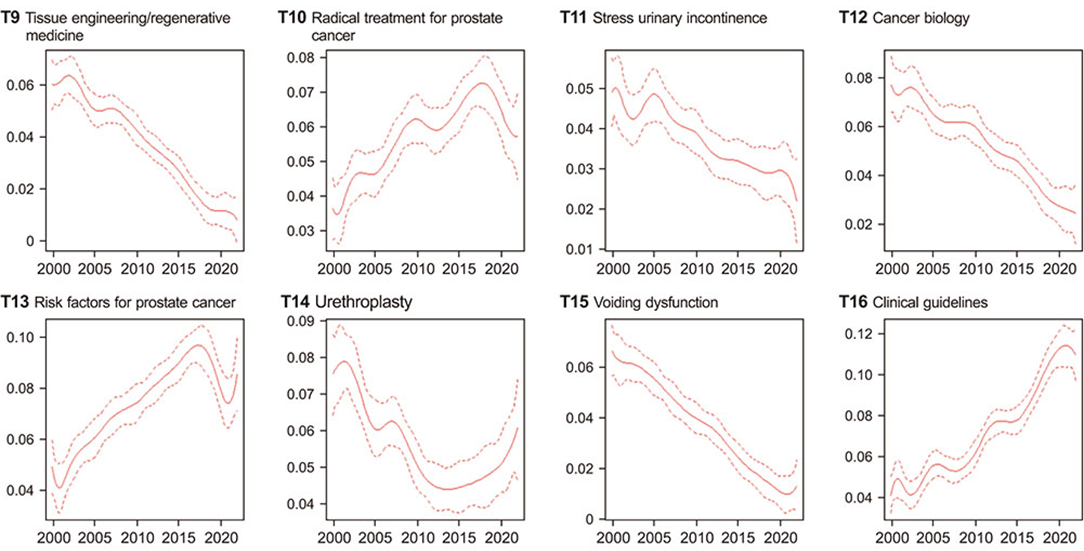 T9 Tissue engineering/regenerative
medicine
0.06
0.04
0.02
0
2000 2005 2010 2015 2020
T10 Radical treatment for prostate
cancer
0.08
0.07
0.06
0.05
0.04
0.03
2000 2005 2010 2015 2020
T11 Stress urinary incontinence
0.05
0.04
0.03
0.02
0.01
2000 2005 2010 2015 2020
T12 Cancer biology
0.08
0.06
0.04
0.02
2000 2005 2010 2015 2020
T13 Risk factors for prostate cancer
0.10
0.08
0.06
0.04
2000 2005 2010 2015 2020
T14 Urethroplasty
0.09
0.08
0.07
0.06
0.05
0.04
2000 2005 2010 2015 2020
T15 Voiding dysfunction
0.06
0.04
0.02
0
2000 2005 2010 2015 2020
T16 Clinical guidelines
0.12
0.10
0.08
0.06
0.04
2000 2005 2010 2015 2020